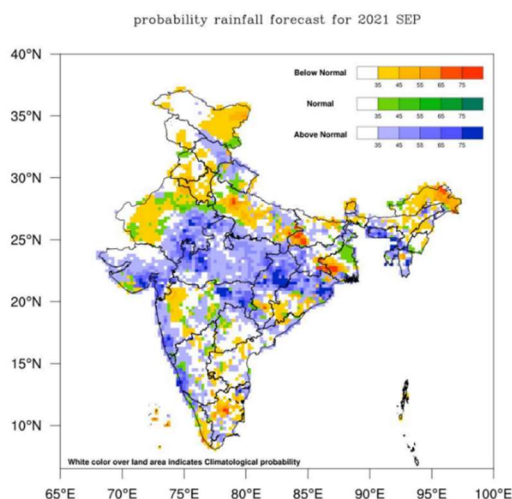 probability rainfall forecast for 2021 SEP
40°N
Below Normal
35 45 55 65 75
Normal
35 45 55 65 75
35°N
Above Normal
35 45 55 65 75
30°N
25°N
20°N
15°N
10°N
White color over land area indicates Climatological probability
65°E 70°E 75°E 80°E 85°E 90°E 95°E 100°E